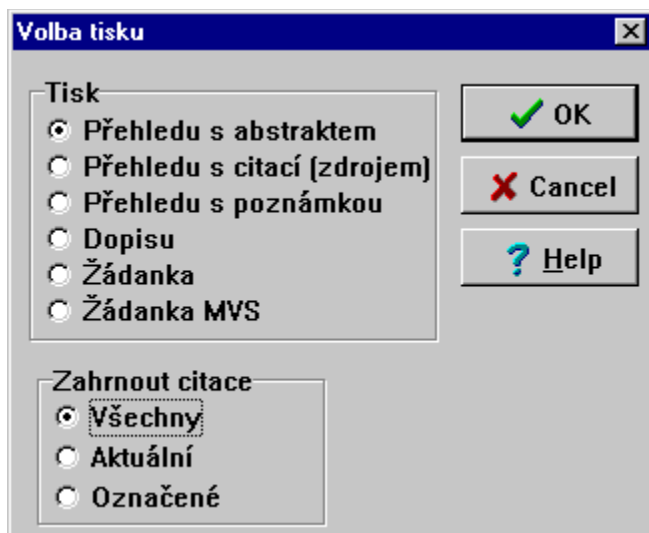 Volba tisku
Tisk
Přehledu s abstraktem
Přehledu s citací (zdrojem)
Přehledu s poznámkou
Dopisu
Žádanka
Žádanka MVS
OK
Cancel
Help
Zahrnout citace
Všechny
Aktuální
Označené